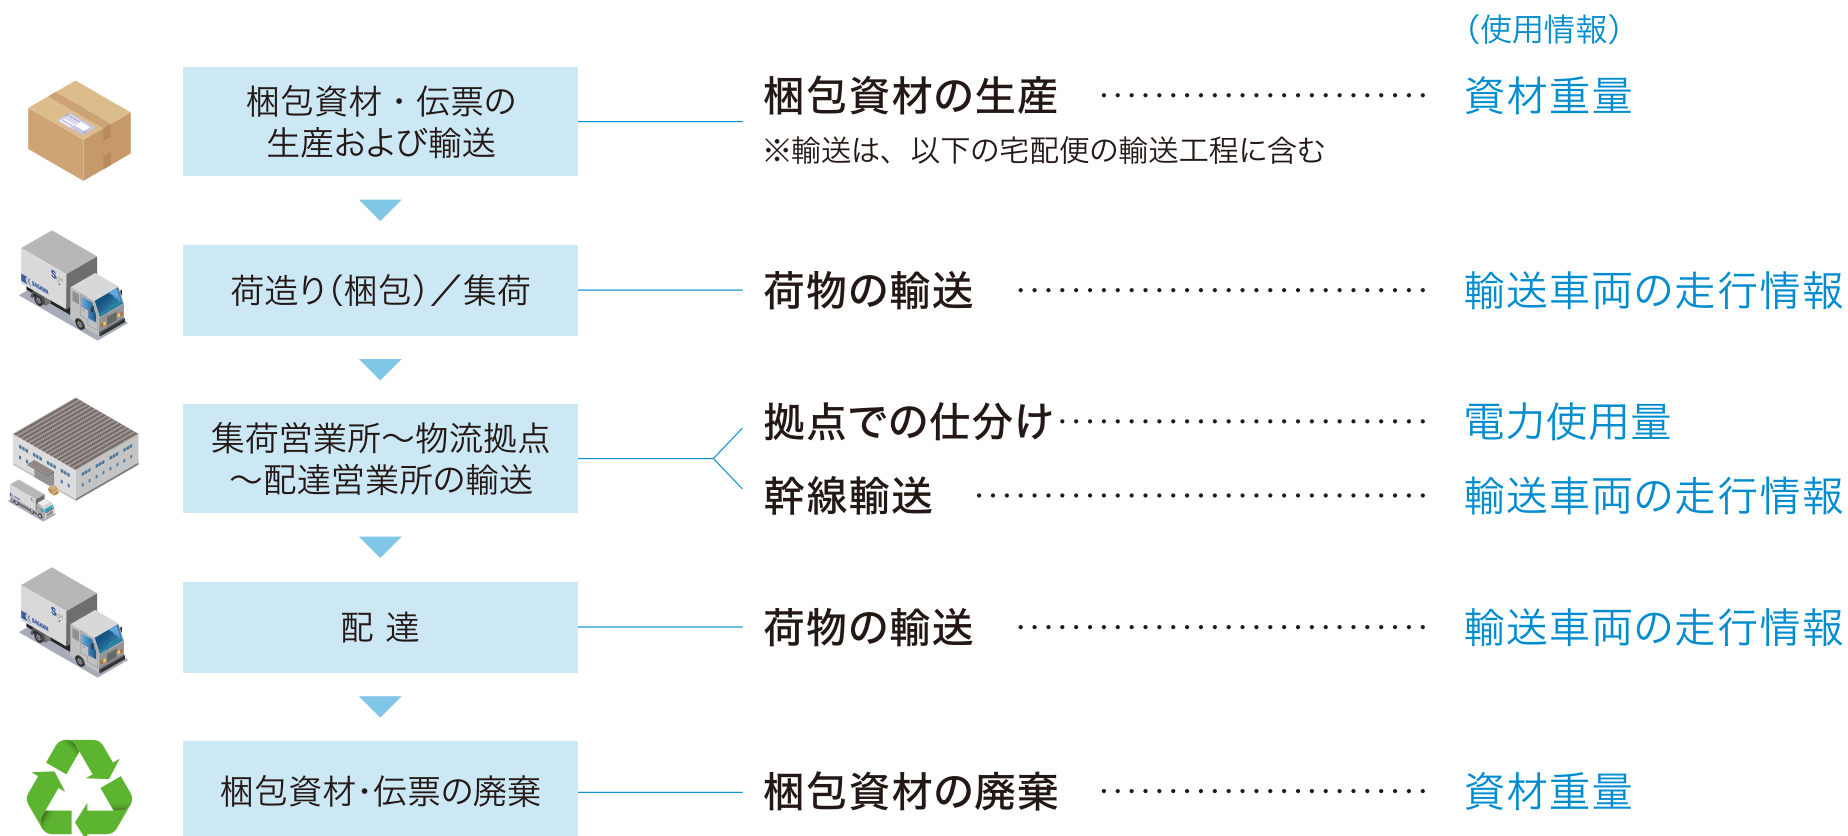 （使用情報）
梱包資材・伝票の
生産および輸送
梱包資材の生産 ························ 資材重量
※輸送は、以下の宅配便の輸送工程に含む
荷造り（梱包）／集荷
荷物の輸送 ······························ 輸送車両の走行情報
集荷営業所～物流拠点
～配達営業所の輸送
拠点での仕分け ··························· 電力使用量
幹線輸送 ································· 輸送車両の走行情報
配 達
荷物の輸送 ······························ 輸送車両の走行情報
梱包資材・伝票の廃棄
梱包資材の廃棄 ························ 資材重量
SAGAWA
SAGAWA